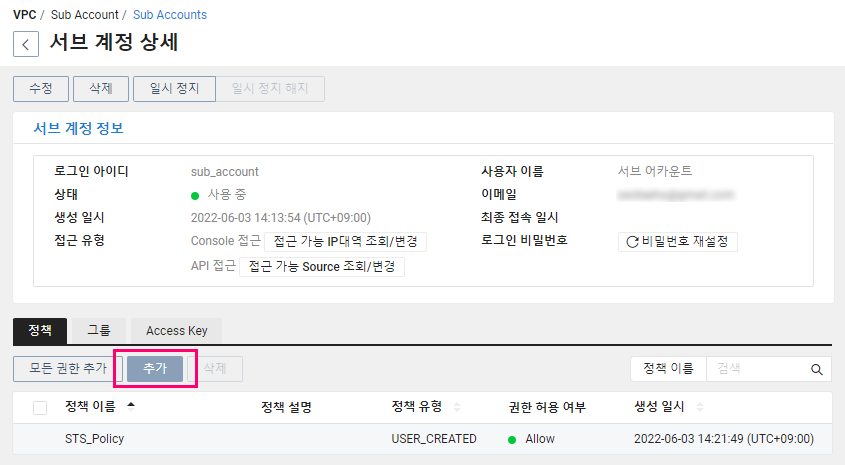 VPC / Sub Account / Sub Accounts
서브 계정 상세
수정 삭제 일시 정지 일시 정지 해지
서브 계정 정보
로그인 아이디 sub_account 사용자 이름 서브 어카운트
상태 사용 중 이메일
생성 일시 2022-06-03 14:13:54 (UTC+09:00) 최종 접속 일시
접근 유형 Console 접근 접근 가능 IP대역 조회/변경 로그인 비밀번호 비밀번호 재설정
API 접근 접근 가능 Source 조회/변경
정책 그룹 Access Key
모든 권한 추가 추가 삭제 정책 이름 검색
정책 이름 정책 설명 정책 유형 권한 허용 여부 생성 일시
STS_Policy USER_CREATED Allow 2022-06-03 14:21:49 (UTC+09:00)